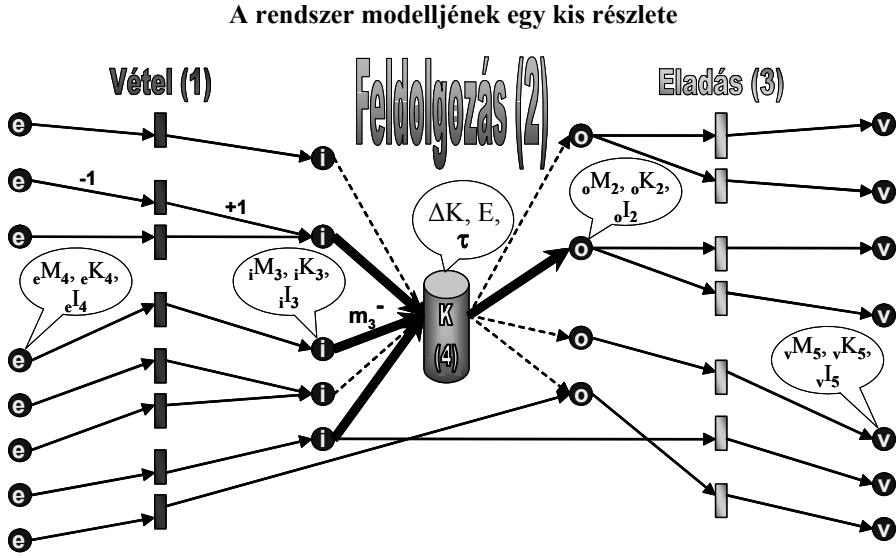 A rendszer modelljének egy kis részlete
Vétel (1)
Feldolgozás (2)
Eladás (3)
e
e
e
e
e
e
e
e
e
-1
+1
i
i
i
i
i
ₑM₄, ₑK₄,
ₑI₄
ᵢM₃, ᵢK₃,
ᵢI₃
m₃⁻
ΔK, E,
τ
K
(4)
ₒM₂, ₒK₂,
ₒI₂
o
o
o
o
ᵥM₅, ᵥK₅,
ᵥI₅
v
v
v
v
v
v
v
v